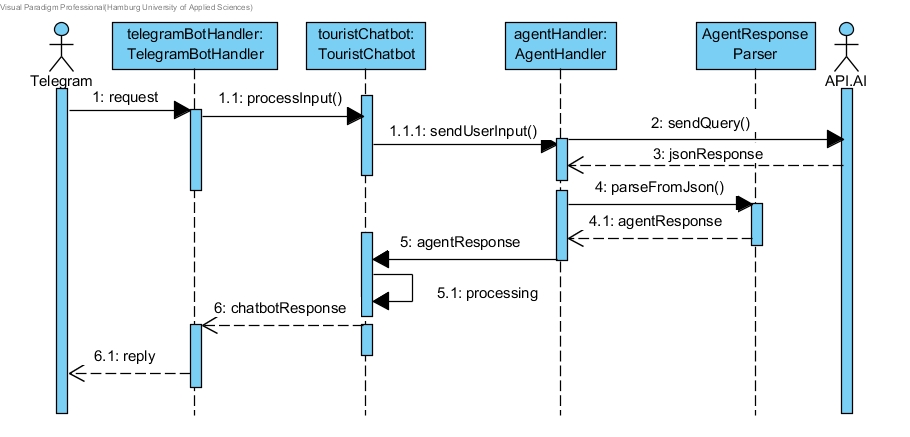 Visual Paradigm Professional(Hamburg University of Applied Sciences)
telegramBotHandler:
TelegramBotHandler
touristChatbot:
TouristChatbot
agentHandler:
AgentHandler
AgentResponse
Parser
Telegram
API.AI
1: request
1.1: processInput()
1.1.1: sendUserInput()
2: sendQuery()
3: jsonResponse
4: parseFromJson()
4.1: agentResponse
5: agentResponse
5.1: processing
6: chatbotResponse
6.1: reply